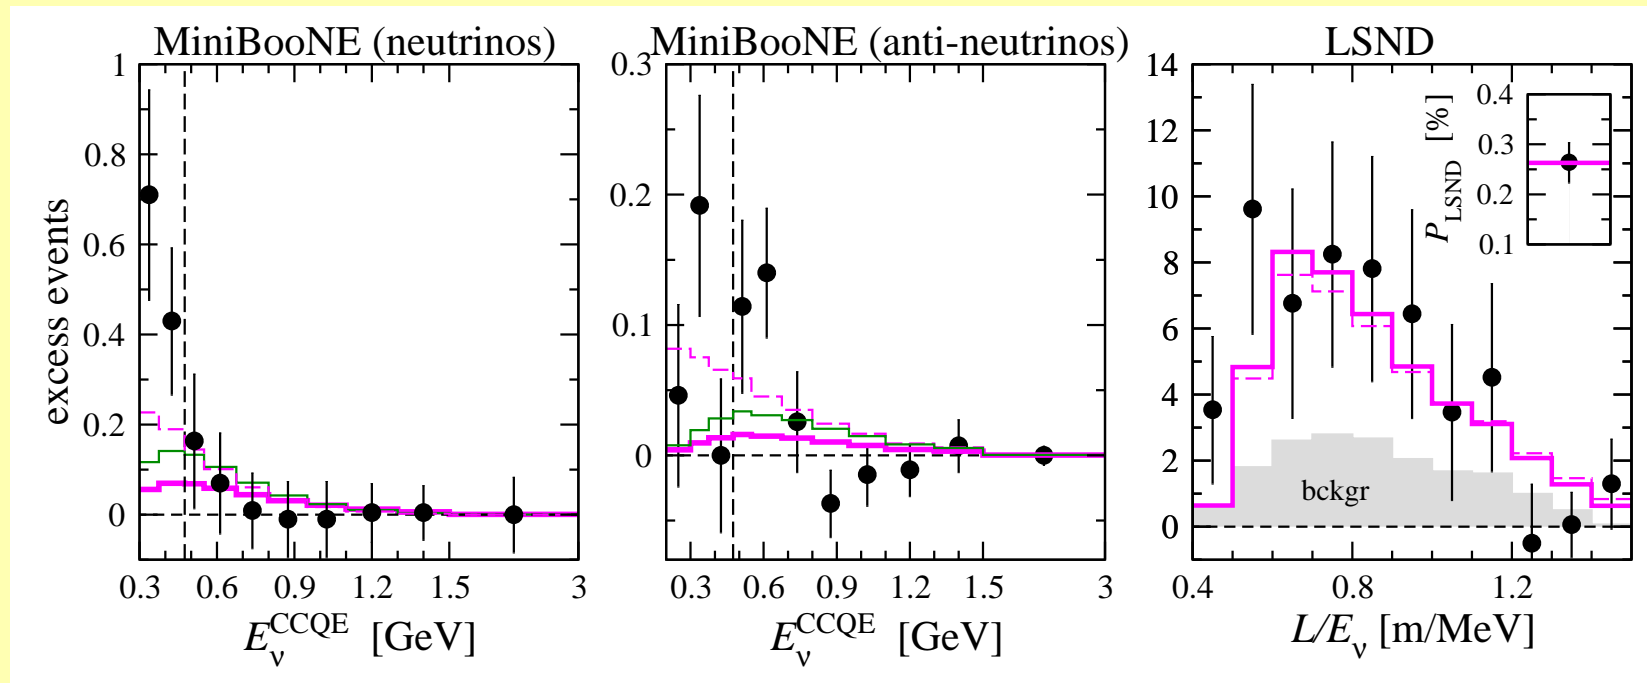 MiniBooNE (neutrinos)
excess events
1
0.8
0.6
0.4
0.2
0
0.3 0.6 0.9 1.2 1.5 3
E_ν^CCQE [GeV]
MiniBooNE (anti-neutrinos)
0.3
0.2
0.1
0
0.3 0.6 0.9 1.2 1.5 3
E_ν^CCQE [GeV]
LSND
14
12
10
8
6
4
2
0
bckgr
P_LSND [%]
0.4
0.3
0.2
0.1
0.4 0.8 1.2
L/E_ν [m/MeV]